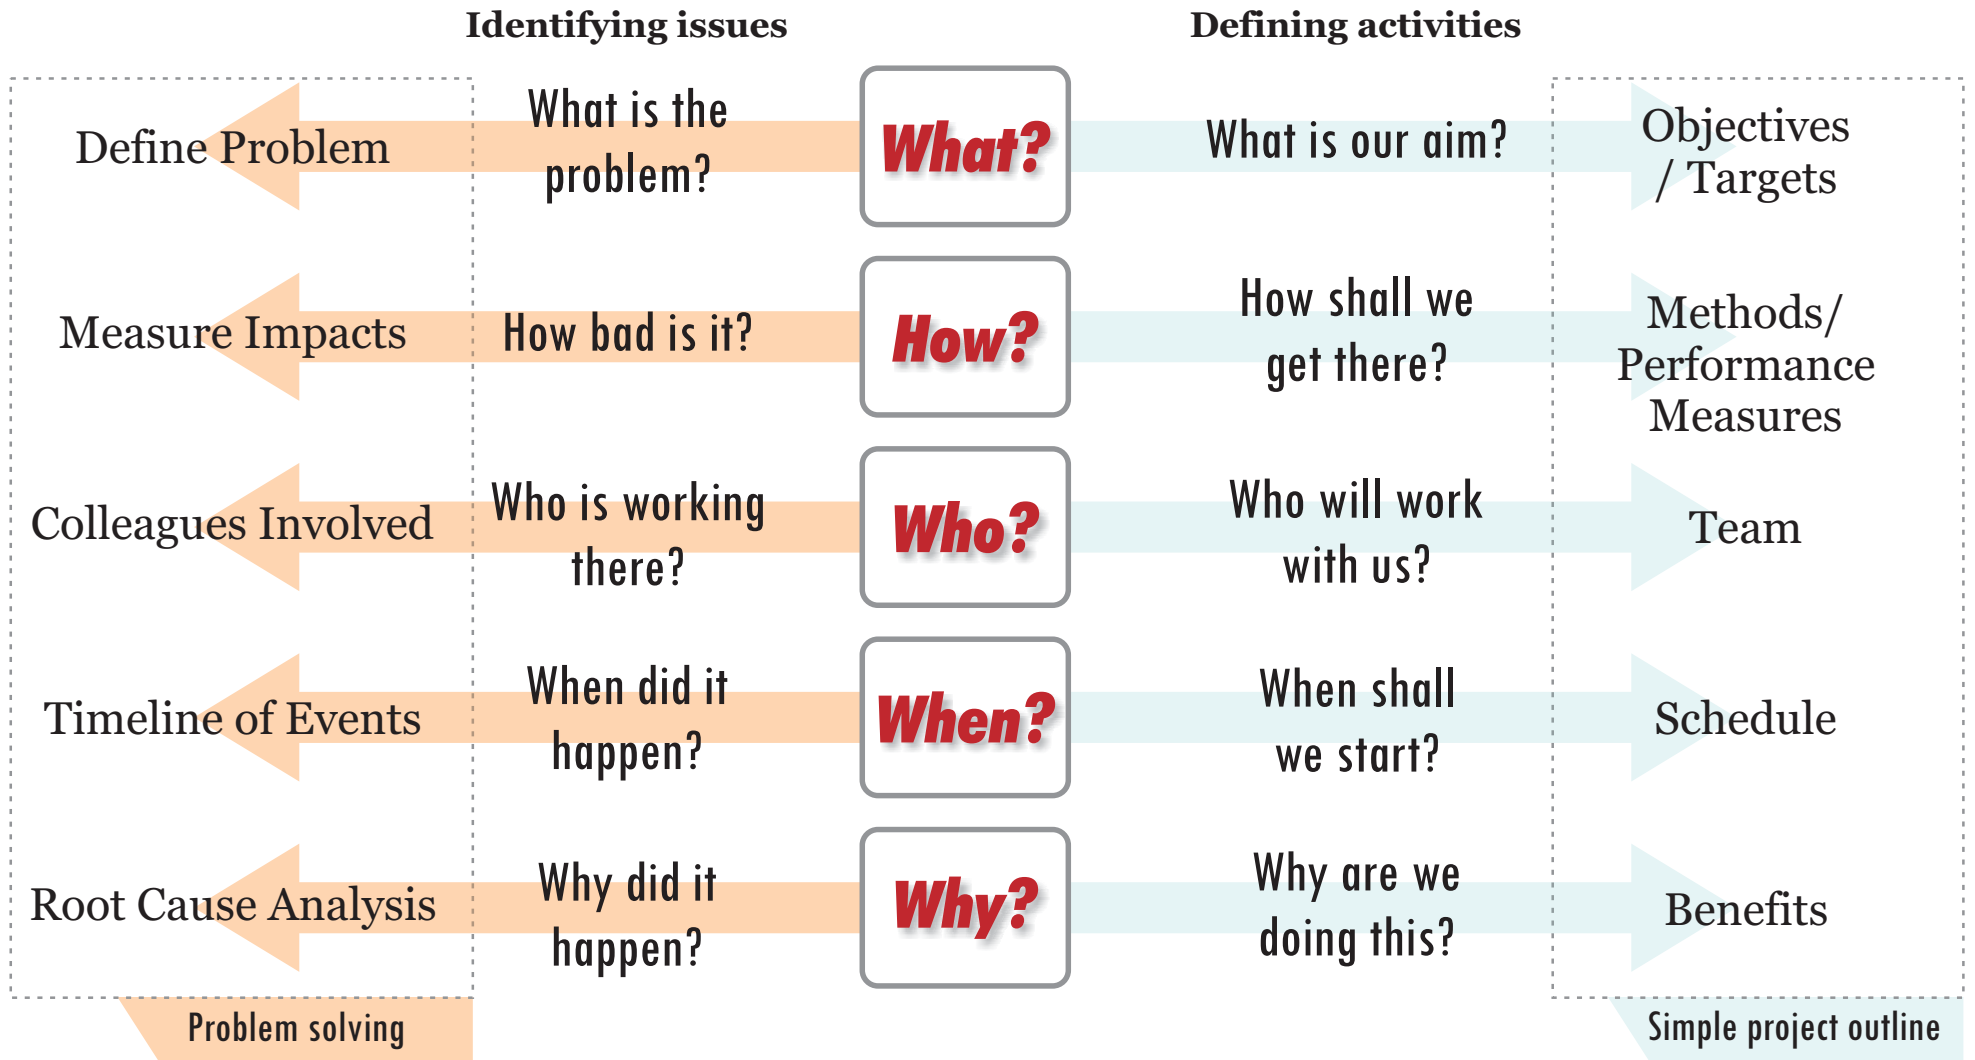 Identifying issues
Defining activities
Define Problem
What is the
problem?
What?
What is our aim?
Objectives
/ Targets
Measure Impacts
How bad is it?
How?
How shall we
get there?
Methods/
Performance
Measures
Colleagues Involved
Who is working
there?
Who?
Who will work
with us?
Team
Timeline of Events
When did it
happen?
When?
When shall
we start?
Schedule
Root Cause Analysis
Why did it
happen?
Why?
Why are we
doing this?
Benefits
Problem solving
Simple project outline